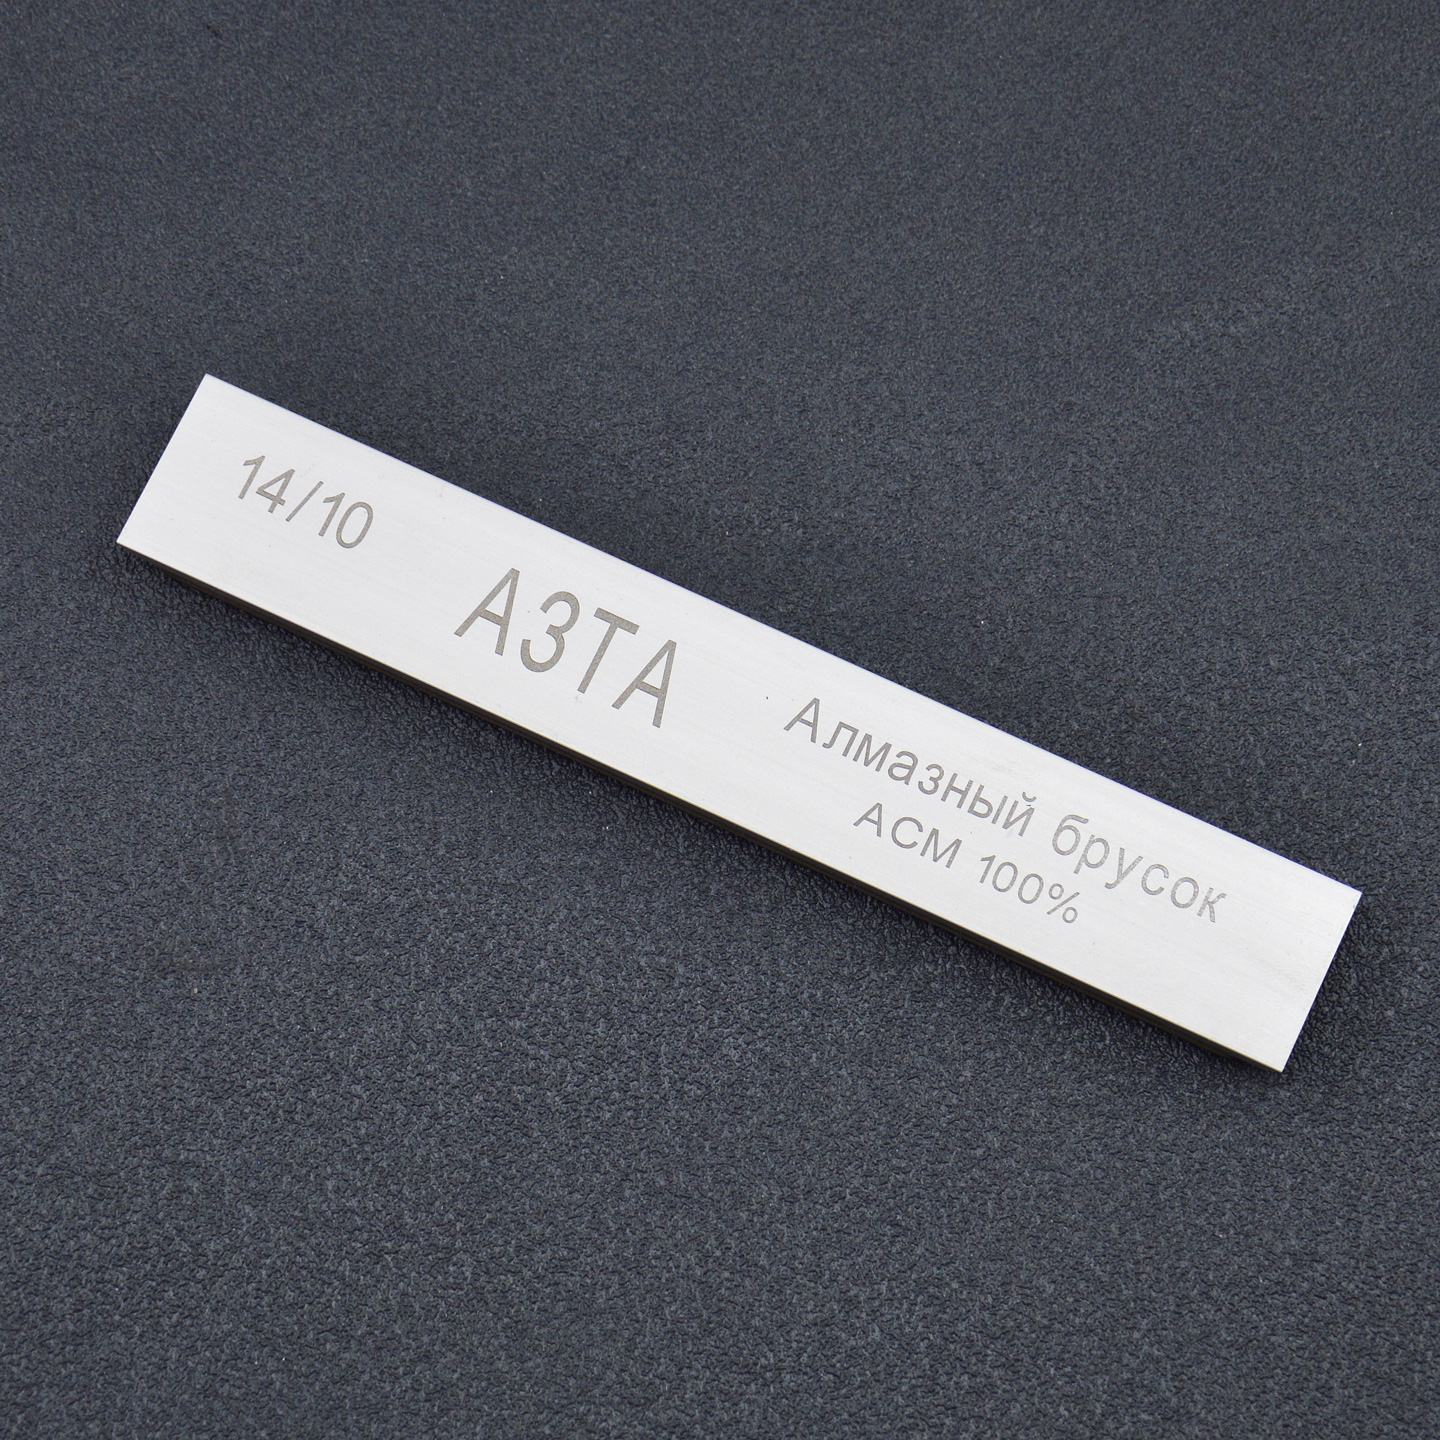 14/10
АЗТА
Алмазный брусок
АСМ 100%